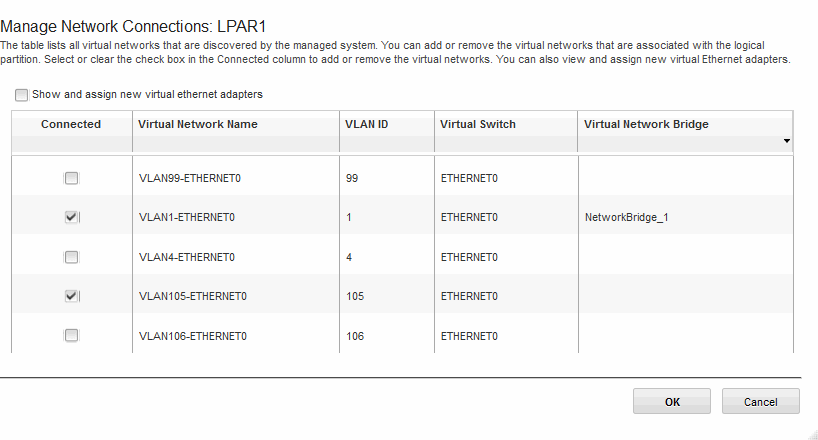 Manage Network Connections: LPAR1
The table lists all virtual networks that are discovered by the managed system. You can add or remove the virtual networks that are associated with the logical
partition. Select or clear the check box in the Connected column to add or remove the virtual networks. You can also view and assign new virtual Ethernet adapters.
Show and assign new virtual ethernet adapters
Connected Virtual Network Name VLAN ID Virtual Switch Virtual Network Bridge
VLAN99-ETHERNET0 99 ETHERNET0
VLAN1-ETHERNET0 1 ETHERNET0 NetworkBridge_1
VLAN4-ETHERNET0 4 ETHERNET0
VLAN105-ETHERNET0 105 ETHERNET0
VLAN106-ETHERNET0 106 ETHERNET0
OK Cancel